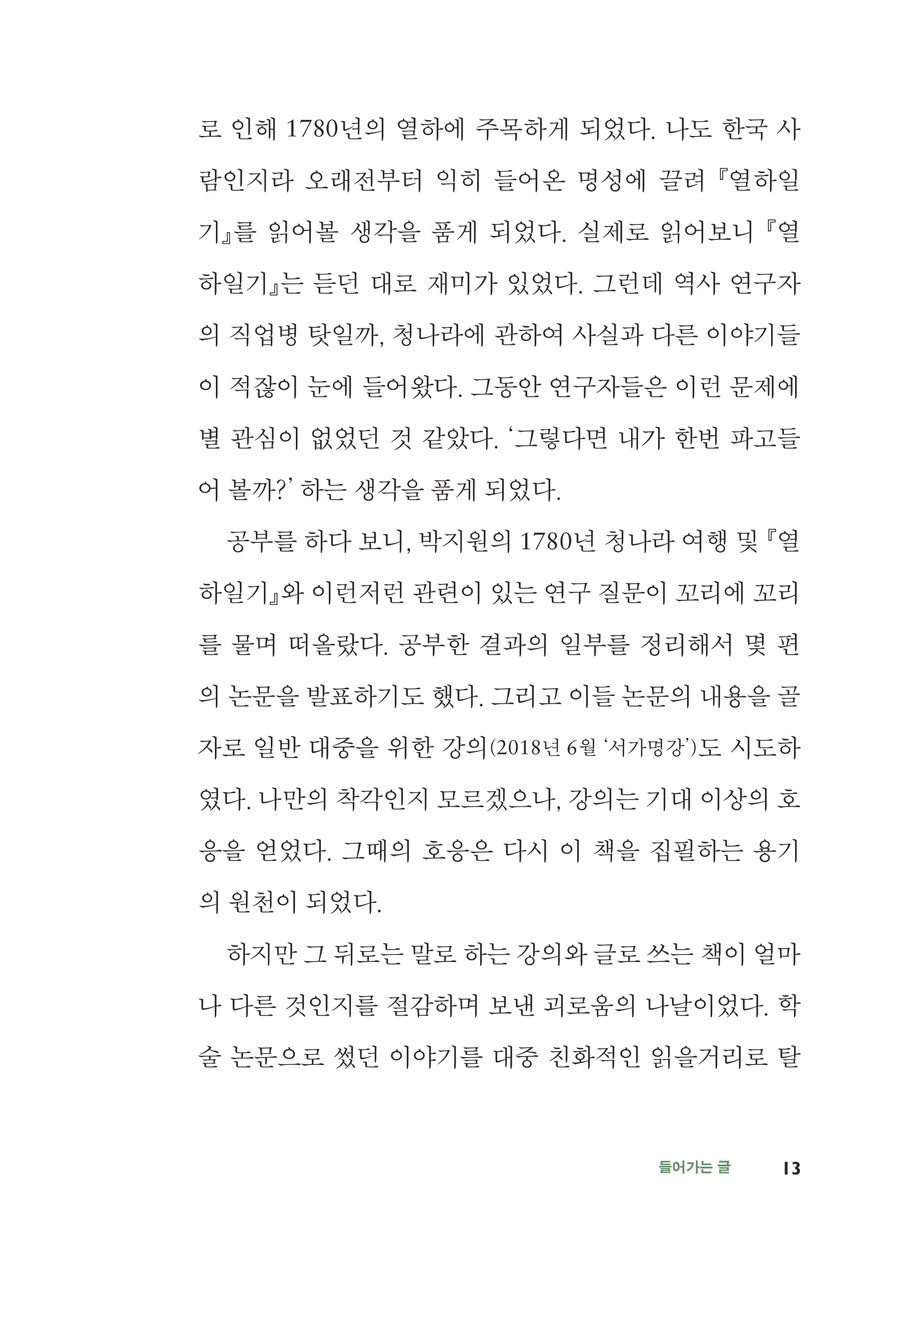 로 인해 1780년의 열하에 주목하게 되었다. 나도 한국 사
람인지라 오래전부터 익히 들어온 명성에 끌려 『열하일
기』를 읽어볼 생각을 품게 되었다. 실제로 읽어보니 『열
하일기』는 듣던 대로 재미가 있었다. 그런데 역사 연구자
의 직업병 탓일까, 청나라에 관하여 사실과 다른 이야기들
이 적잖이 눈에 들어왔다. 그동안 연구자들은 이런 문제에
별 관심이 없었던 것 같았다. ‘그렇다면 내가 한번 파고들
어 볼까?’ 하는 생각을 품게 되었다.
공부를 하다 보니, 박지원의 1780년 청나라 여행 및 『열
하일기』와 이런저런 관련이 있는 연구 질문이 꼬리에 꼬리
를 물며 떠올랐다. 공부한 결과의 일부를 정리해서 몇 편
의 논문을 발표하기도 했다. 그리고 이들 논문의 내용을 골
자로 일반 대중을 위한 강의(2018년 6월 ‘서가명강’)도 시도하
였다. 나만의 착각인지 모르겠으나, 강의는 기대 이상의 호
응을 얻었다. 그때의 호응은 다시 이 책을 집필하는 용기
의 원천이 되었다.
하지만 그 뒤로는 말로 하는 강의와 글로 쓰는 책이 얼마
나 다른 것인지를 절감하며 보낸 괴로움의 나날이었다. 학
술 논문으로 썼던 이야기를 대중 친화적인 읽을거리로 탈
들어가는 글 13